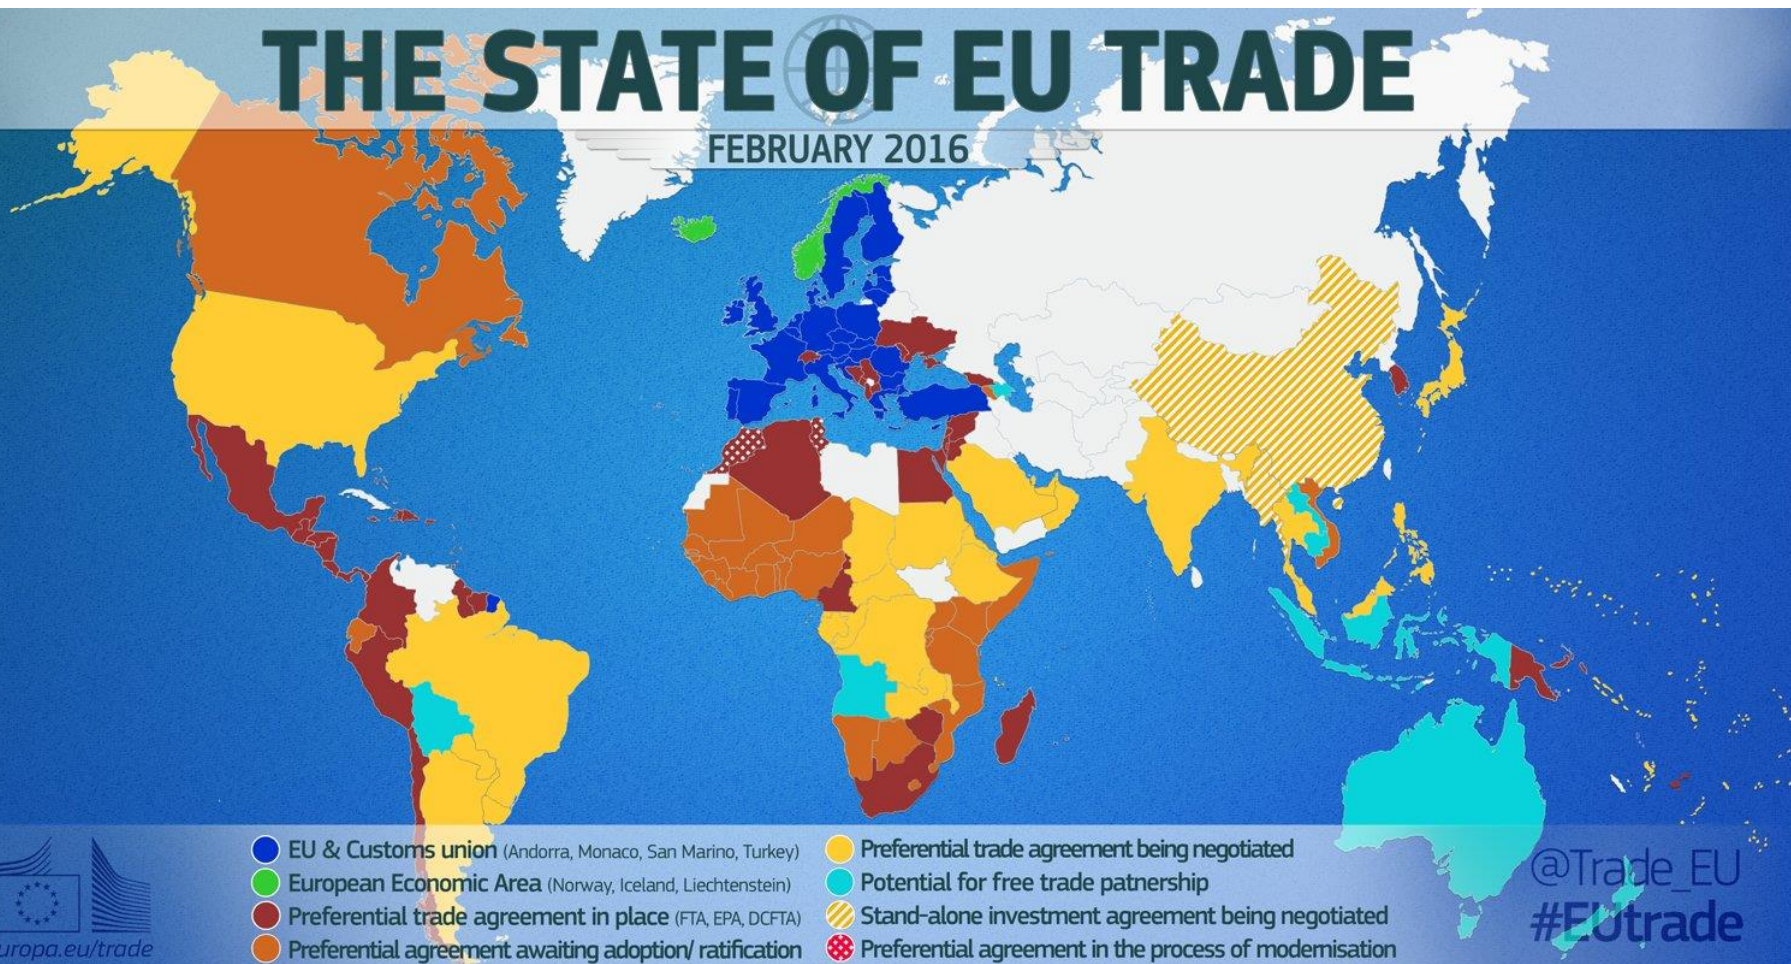 THE STATE OF EU TRADE
FEBRUARY 2016
EU & Customs union (Andorra, Monaco, San Marino, Turkey)
European Economic Area (Norway, Iceland, Liechtenstein)
Preferential trade agreement in place (FTA, EPA, DCFTA)
Preferential agreement awaiting adoption/ ratification
Preferential trade agreement being negotiated
Potential for free trade patnership
Stand-alone investment agreement being negotiated
Preferential agreement in the process of modernisation
uropa.eu/trade
@Trade_EU
#EUtrade